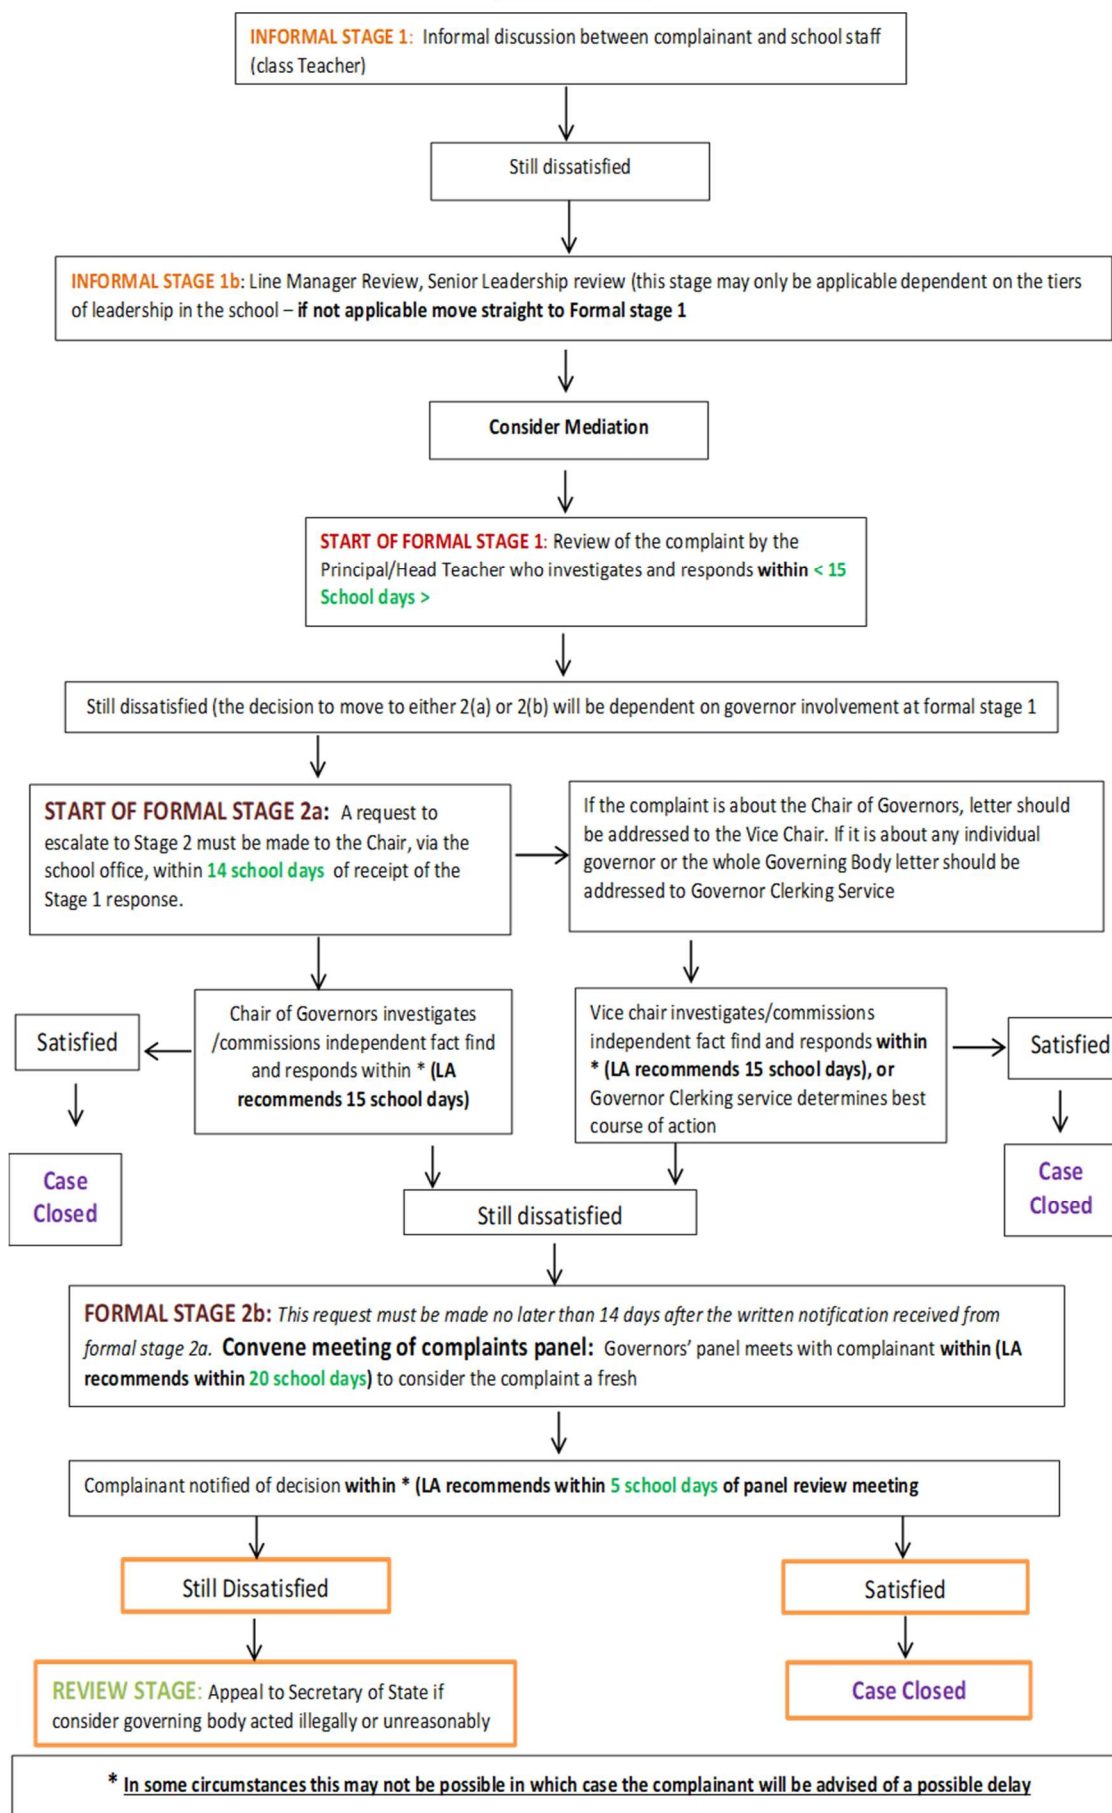 INFORMAL STAGE 1: Informal discussion between complainant and school staff
(class Teacher)
Still dissatisfied
INFORMAL STAGE 1b: Line Manager Review, Senior Leadership review (this stage may only be applicable dependent on the tiers
of leadership in the school – if not applicable move straight to Formal stage 1
Consider Mediation
START OF FORMAL STAGE 1: Review of the complaint by the
Principal/Head Teacher who investigates and responds within < 15
School days >
Still dissatisfied (the decision to move to either 2(a) or 2(b) will be dependent on governor involvement at formal stage 1
START OF FORMAL STAGE 2a: A request to
escalate to Stage 2 must be made to the Chair, via the
school office, within 14 school days of receipt of the
Stage 1 response.
If the complaint is about the Chair of Governors, letter should
be addressed to the Vice Chair. If it is about any individual
governor or the whole Governing Body letter should be
addressed to Governor Clerking Service
Satisfied
Chair of Governors investigates
/commissions independent fact find
and responds within * (LA
recommends 15 school days)
Vice chair investigates/commissions
independent fact find and responds within
* (LA recommends 15 school days), or
Governor Clerking service determines best
course of action
Satisfied
Case
Closed
Case
Closed
Still dissatisfied
FORMAL STAGE 2b: This request must be made no later than 14 days after the written notification received from
formal stage 2a. Convene meeting of complaints panel: Governors' panel meets with complainant within (LA
recommends within 20 school days) to consider the complaint a fresh
Complainant notified of decision within * (LA recommends within 5 school days of panel review meeting
Still Dissatisfied
Satisfied
REVIEW STAGE: Appeal to Secretary of State if
consider governing body acted illegally or unreasonably
Case Closed
* In some circumstances this may not be possible in which case the complainant will be advised of a possible delay